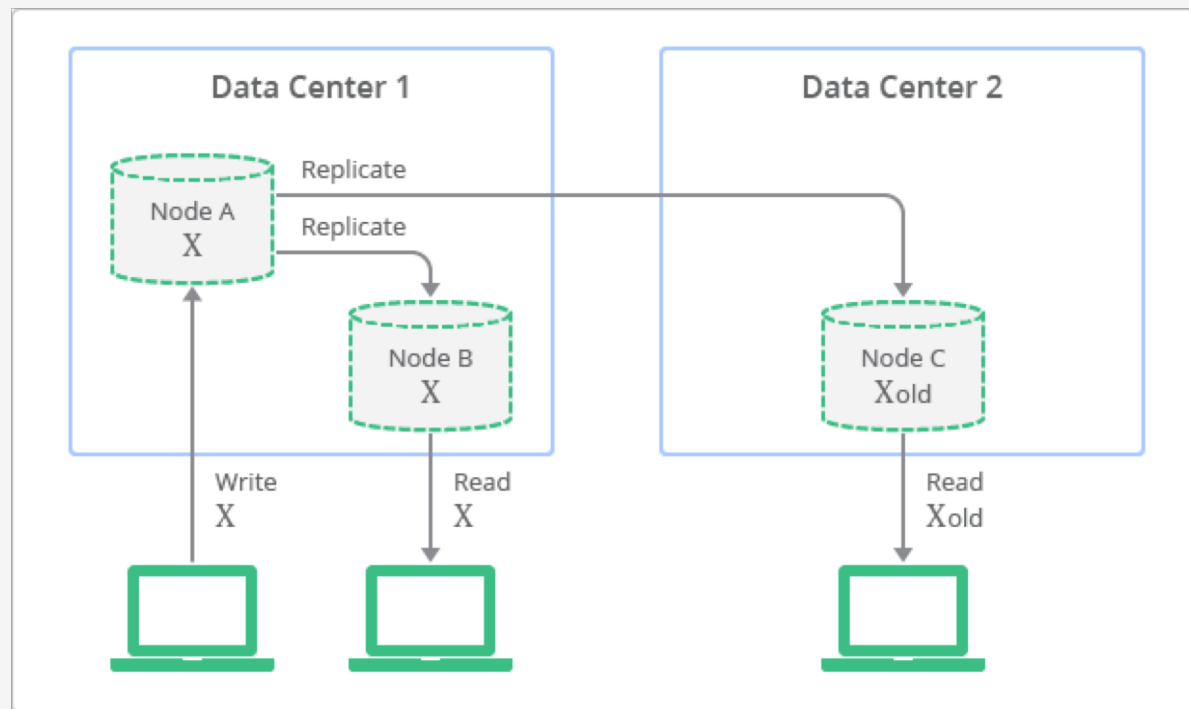 Data Center 1
Data Center 2
Replicate
Node A
X
Replicate
Node B
X
Node C
Xold
Write
X
Read
X
Read
Xold